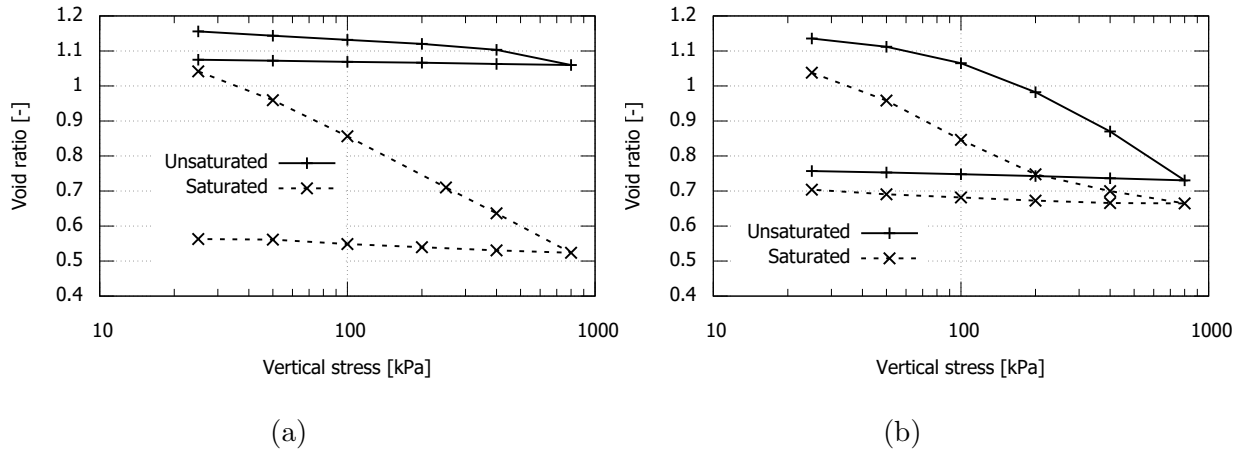 1.2
1.1
1
0.9
0.8
0.7
0.6
0.5
0.4
Void ratio [-]
Unsaturated
Saturated
10 100 1000
Vertical stress [kPa]
(a)
1.2
1.1
1
0.9
0.8
0.7
0.6
0.5
0.4
Void ratio [-]
Unsaturated
Saturated
10 100 1000
Vertical stress [kPa]
(b)